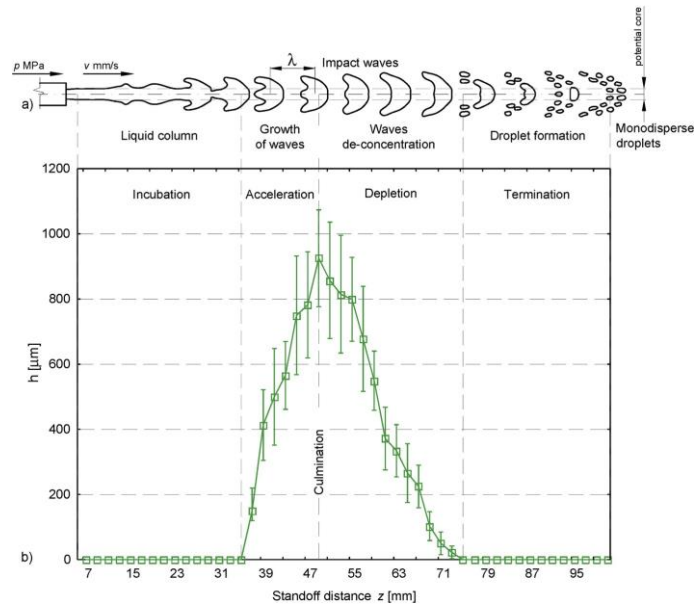 p MPa
v mm/s
λ
Impact waves
potential core
a)
Liquid column
Growth of waves
Waves de-concentration
Droplet formation
Monodisperse droplets
1200
1000
800
600
400
200
0
h [µm]
Incubation
Acceleration
Depletion
Termination
Culmination
b)
7 15 23 31 39 47 55 63 71 79 87 95
Standoff distance z [mm]